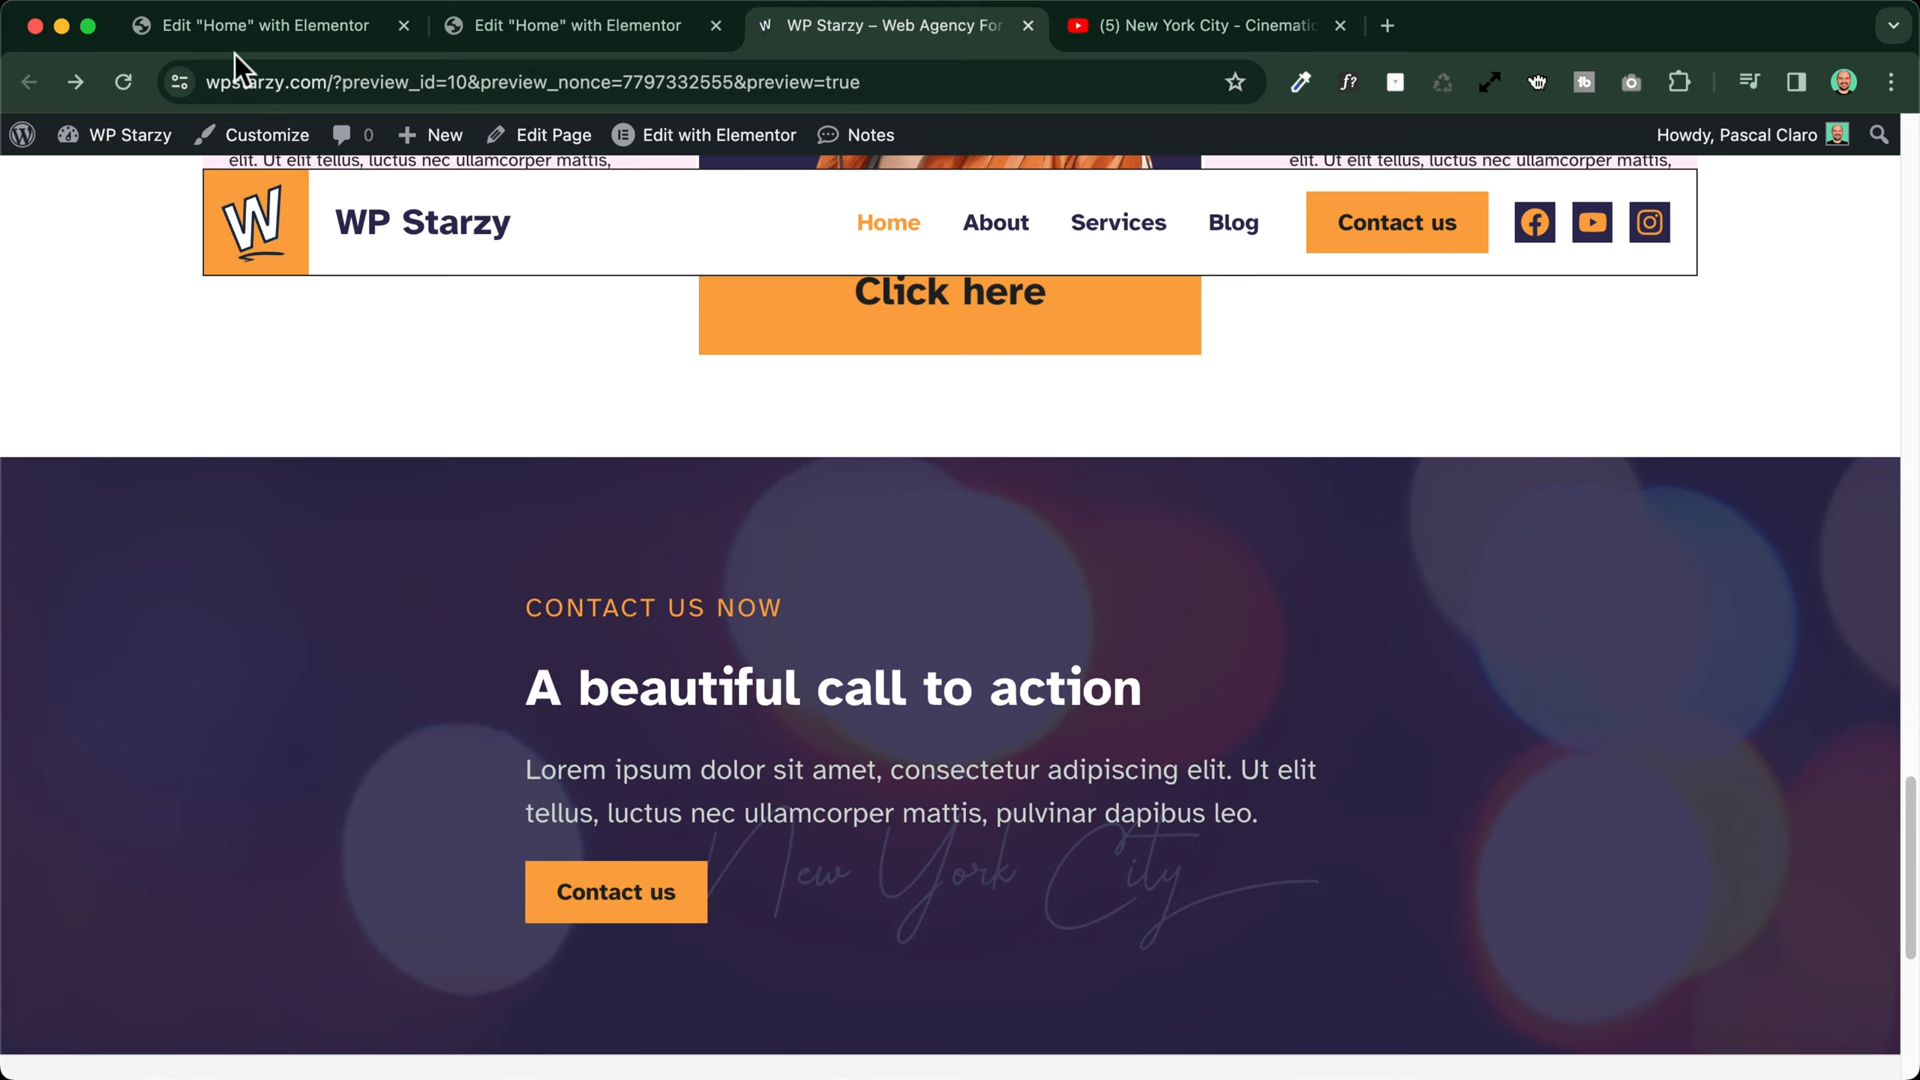 Edit "Home" with Elementor
Edit "Home" with Elementor
WP Starzy – Web Agency For
(5) New York City - Cinematic
wpstarzy.com/?preview_id=10&preview_nonce=7797332555&preview=true
f?
tb
WP Starzy
Customize
0
New
Edit Page
Edit with Elementor
Notes
Howdy, Pascal Claro
elit. Ut elit tellus, luctus nec ullamcorper mattis,
elit. Ut elit tellus, luctus nec ullamcorper mattis,
W
WP Starzy
Home
About
Services
Blog
Contact us
Click here
CONTACT US NOW
A beautiful call to action
Lorem ipsum dolor sit amet, consectetur adipiscing elit. Ut elit
tellus, luctus nec ullamcorper mattis, pulvinar dapibus leo.
New York City
Contact us